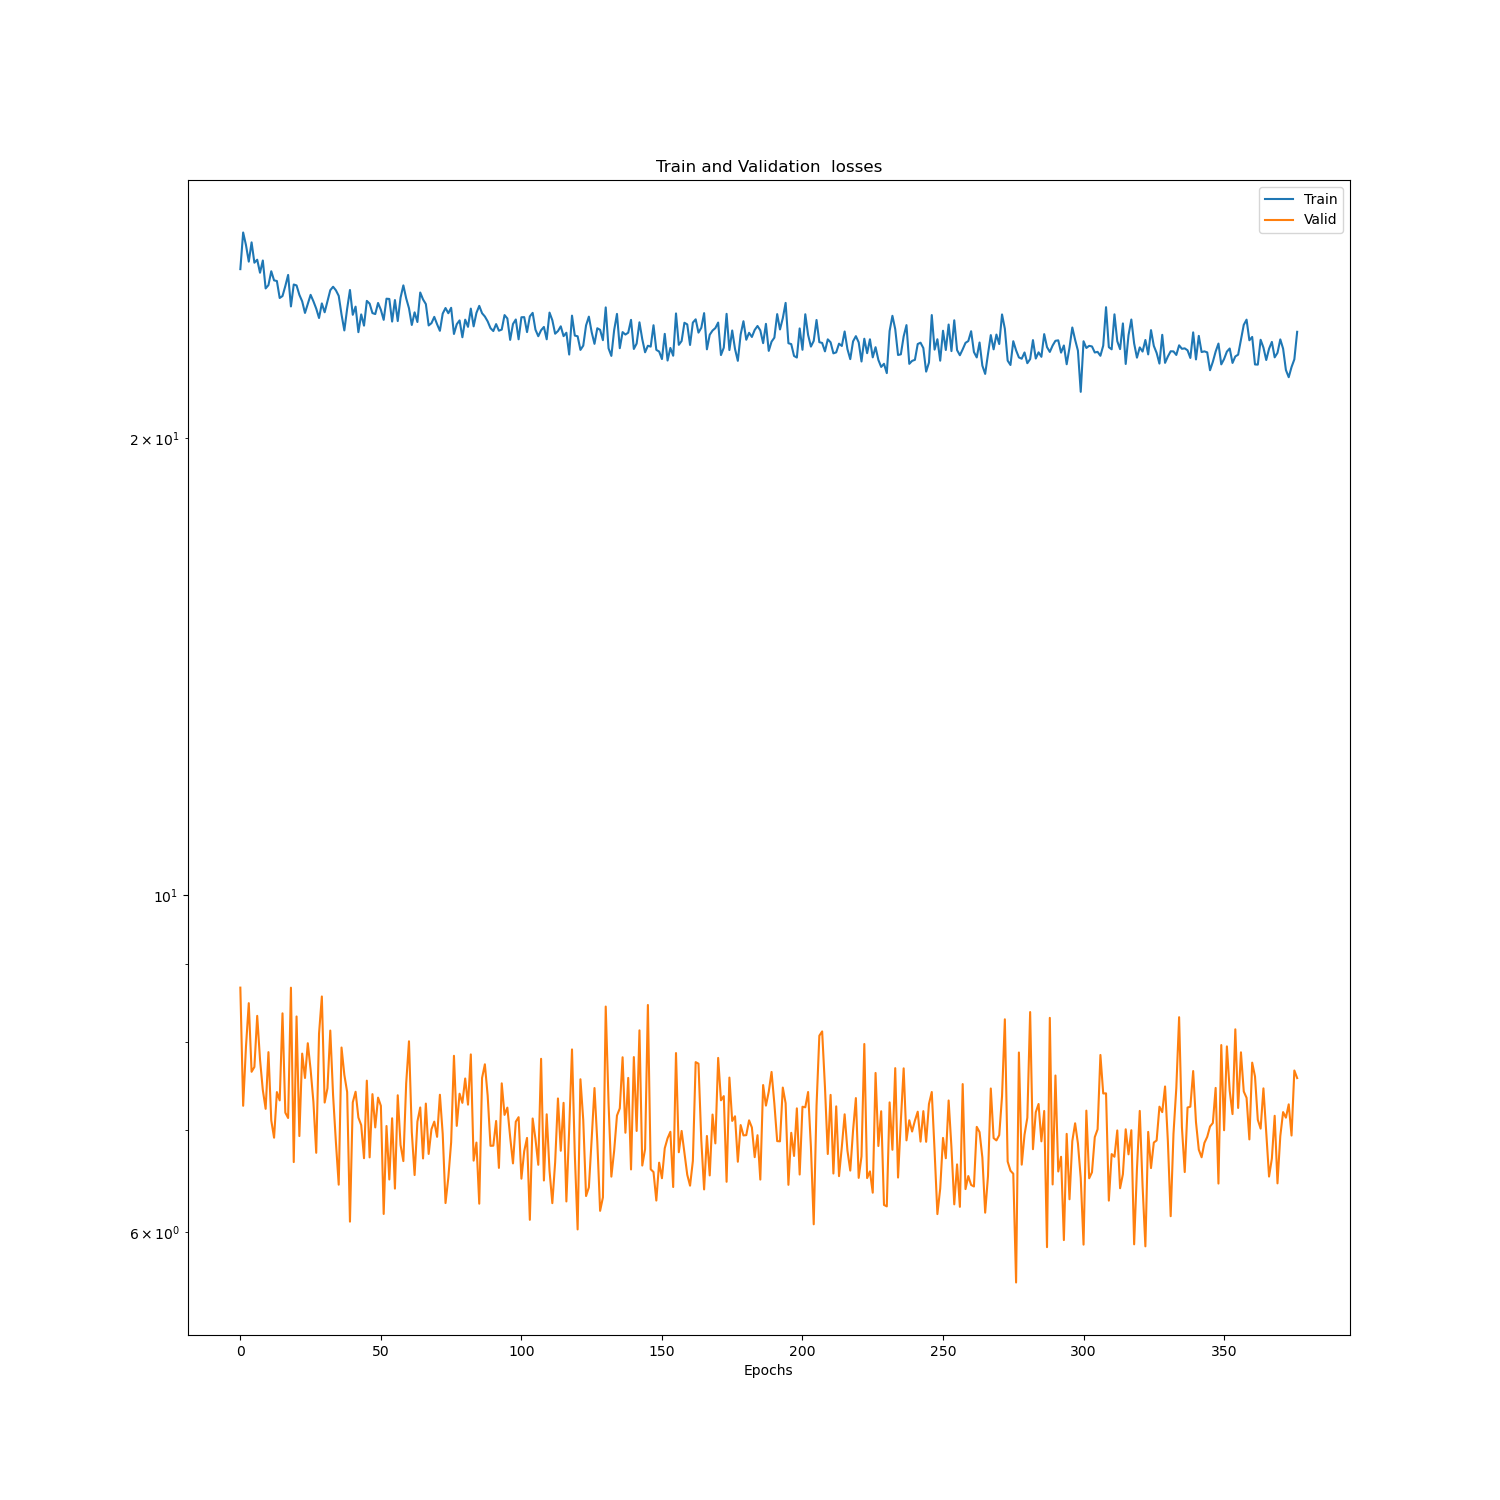 Train and Validation  losses
Train
Valid
2 × 10¹
10¹
6 × 10⁰
0 50 100 150 200 250 300 350
Epochs